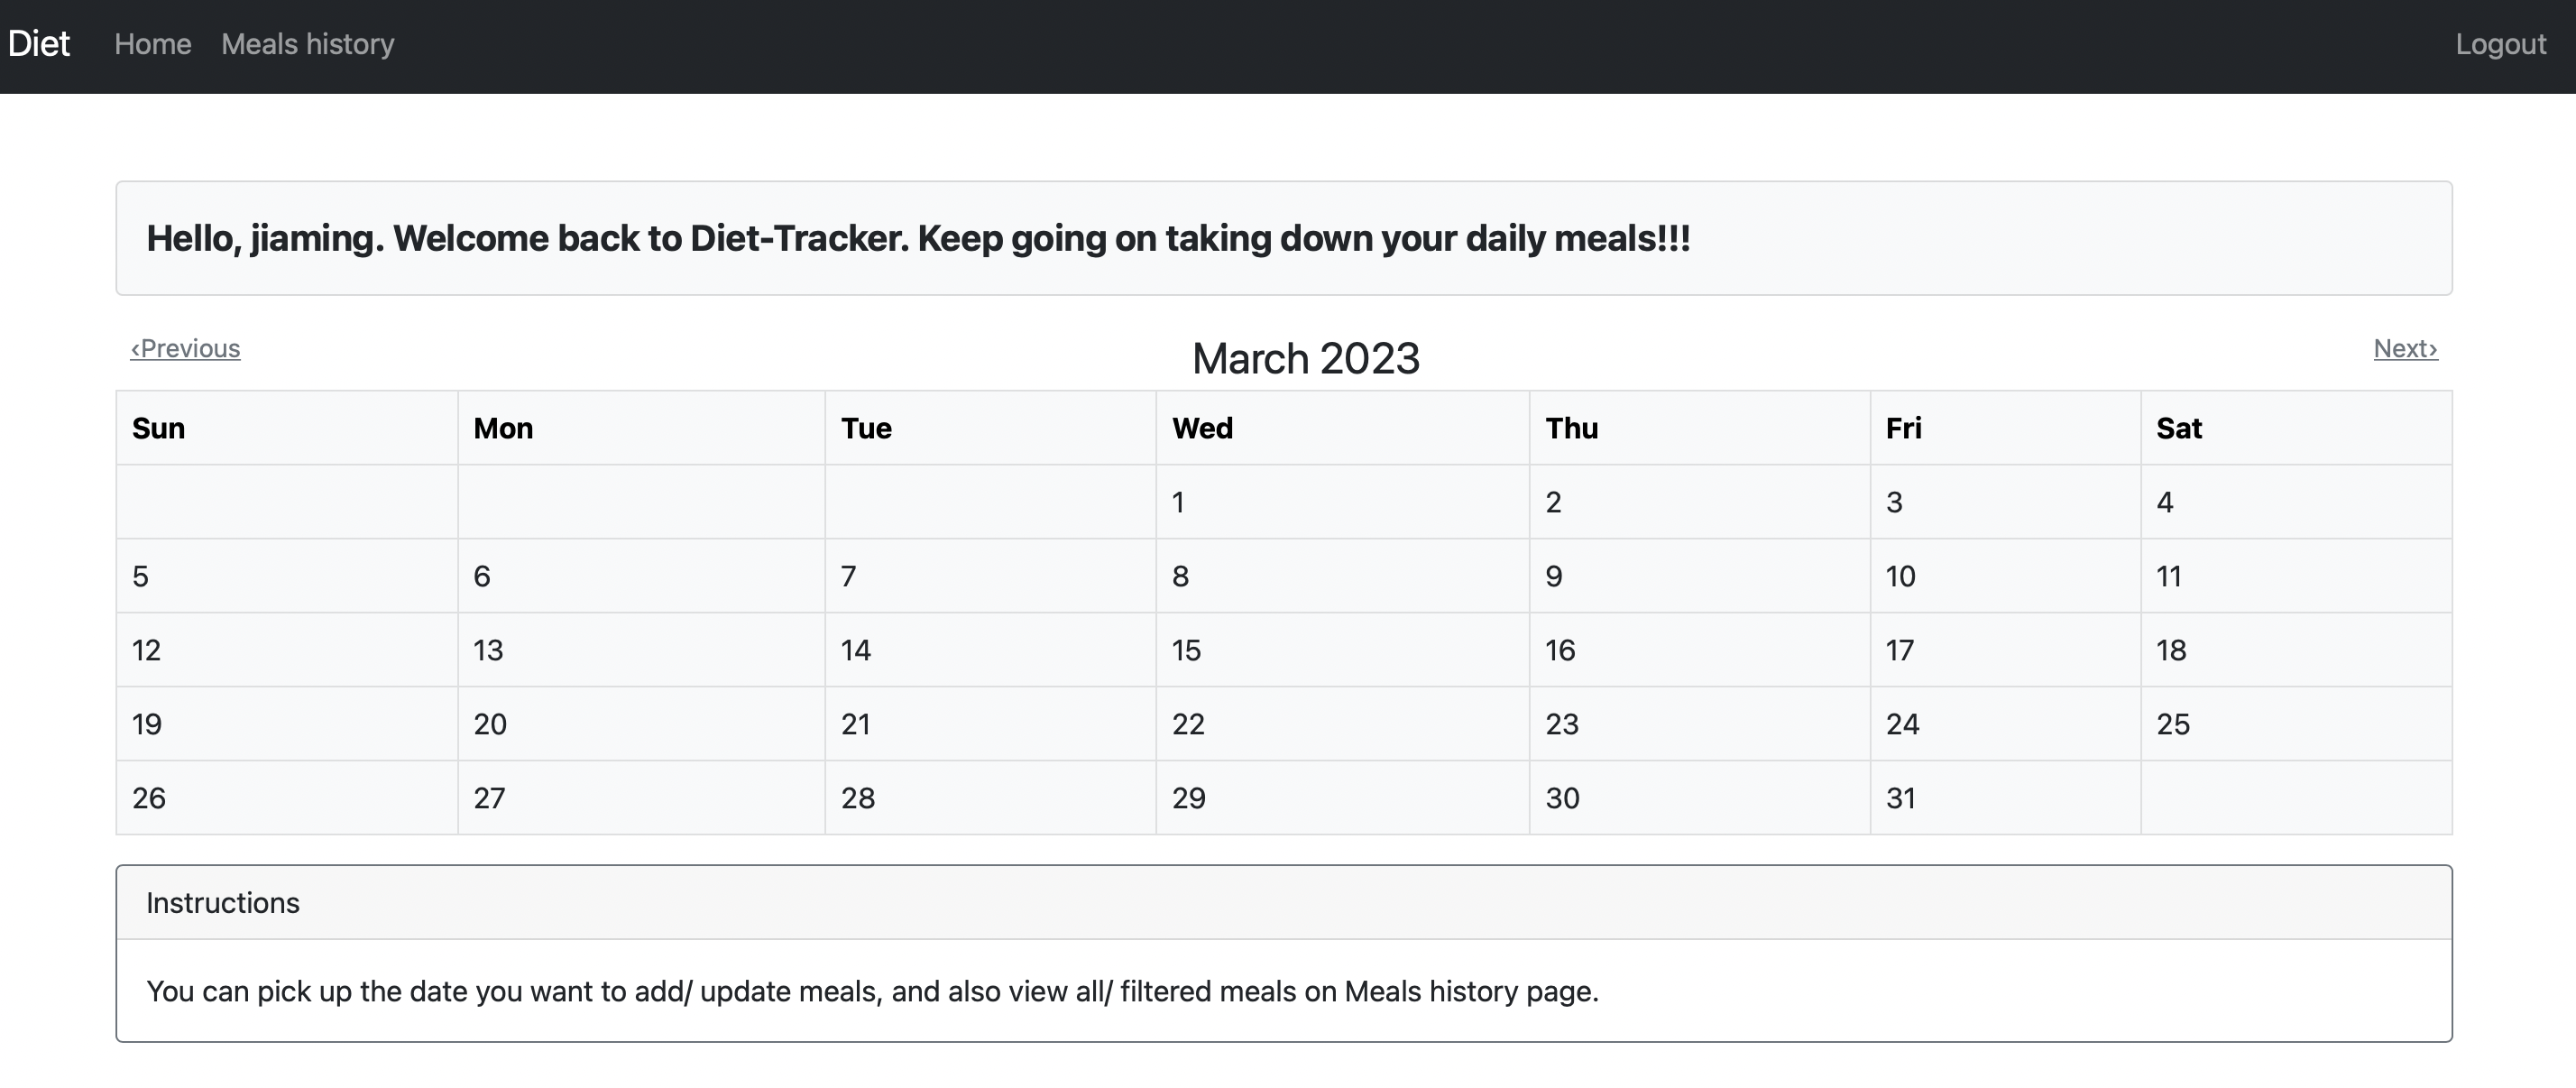 Diet Home Meals history Logout
Hello, jiaming. Welcome back to Diet-Tracker. Keep going on taking down your daily meals!!!
‹Previous March 2023 Next›
Sun Mon Tue Wed Thu Fri Sat
1 2 3 4
5 6 7 8 9 10 11
12 13 14 15 16 17 18
19 20 21 22 23 24 25
26 27 28 29 30 31
Instructions
You can pick up the date you want to add/ update meals, and also view all/ filtered meals on Meals history page.